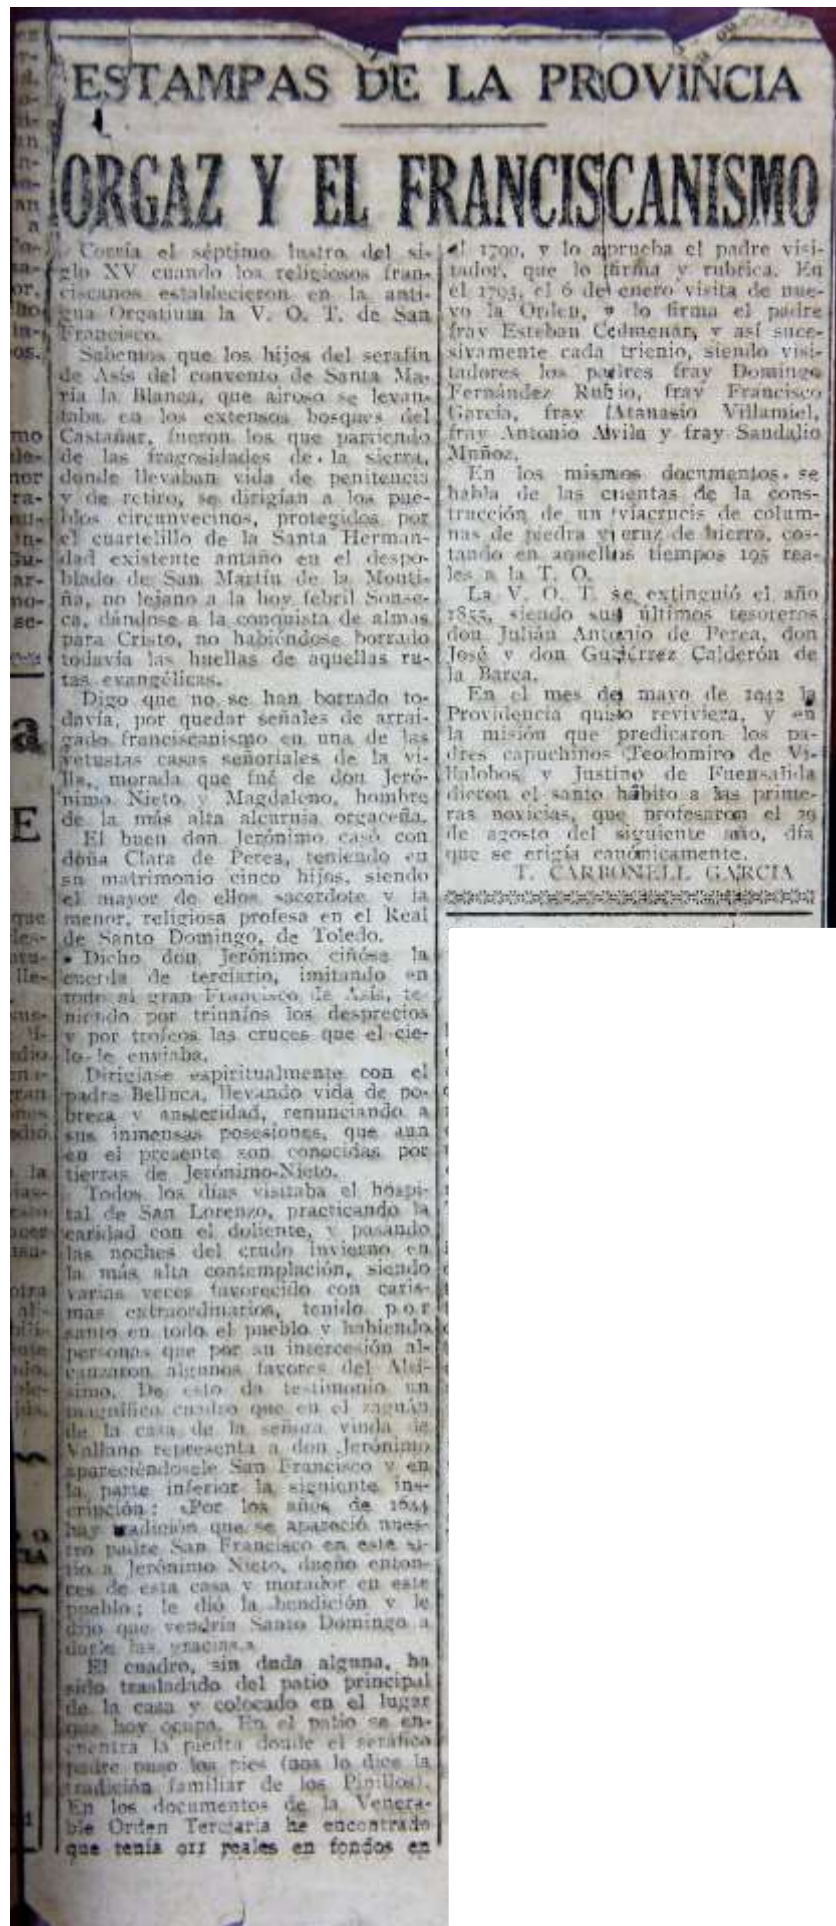 ESTAMPAS DE LA PROVINCIA
ORGAZ Y EL FRANCISCANISMO
Corría el séptimo lustro del si-
glo XV cuando los religiosos fran-
ciscanos establecieron en la anti-
gua Orgatium la V. O. T. de San
Francisco.
Sabemos que los hijos del serafín
de Asís del convento de Santa Ma-
ría la Blanca, que airoso se levan-
taba en los extensos bosques del
Castañar, fueron los que partiendo
de las fragosidades de la sierra,
donde llevaban vida de penitencia
y de retiro, se dirigían a los pue-
blos circunvecinos, protegidos por
el cuartelillo de la Santa Herman-
dad existente antaño en el despo-
blado de San Martín de la Monti-
ña, no lejano a la hoy febril Sonse-
ca, dándose a la conquista de almas
para Cristo, no habiéndose borrado
todavía las huellas de aquellas ru-
tas evangélicas.
Digo que no se han borrado to-
davía, por quedar señales de arrai-
gado franciscanismo en una de las
vetustas casas señoriales de la vi-
lla, morada que fué de don Jeró-
nimo Nieto y Magdaleno, hombre
de la más alta alcurnia orgaceña.
El buen don Jerónimo casó con
doña Clara de Perea, teniendo en
su matrimonio cinco hijos, siendo
el mayor de ellos sacerdote y la
menor, religiosa profesa en el Real
de Santo Domingo, de Toledo.
Dicho don Jerónimo ciñóse la
cuerda de terciario, imitando en
todo al gran Francisco de Asís, te-
niendo por triunfos los desprecios
y por trofeos las cruces que el cie-
lo le enviaba.
Dirigíase espiritualmente con el
padre Bellnca, llevando vida de po-
breza y austeridad, renunciando a
sus inmensas posesiones, que aun
en el presente son conocidas por
tierras de Jerónimo-Nieto.
Todos los días visitaba el hospi-
tal de San Lorenzo, practicando la
caridad con el doliente, y pasando
las noches del crudo invierno en
la más alta contemplación, siendo
varias veces favorecido con caris-
mas extraordinarios, tenido por
santo en todo el pueblo y habiendo
personas que por su intercesión al-
canzaron algunos favores del Altí-
simo. De esto da testimonio un
magnífico cuadro que en el zaguán
de la casa de la señora viuda de
Vallano representa a don Jerónimo
apareciéndosele San Francisco y en
la parte inferior la siguiente ins-
cripción: «Por los años de 1644
hay tradición que se apareció nues-
tro padre San Francisco en este si-
tio a Jerónimo Nieto, dueño enton-
ces de esta casa y morador en este
pueblo; le dió la bendición y le
dijo que vendría Santo Domingo a
darle las gracias.»
El cuadro, sin duda alguna, ha
sido trasladado del patio principal
de la casa y colocado en el lugar
que hoy ocupa. En el patio se en-
cuentra la piedra donde el seráfico
padre puso los pies (nos lo dice la
tradición familiar de los Pinillos).
En los documentos de la Venera-
ble Orden Terciaria he encontrado
que tenía 911 reales en fondos en
el 1790, y lo aprueba el padre visi-
tador, que lo firma y rubrica. En
el 1793, el 6 de enero visita de nue-
vo la Orden, y lo firma el padre
fray Esteban Cedmenar, y así suce-
sivamente cada trienio, siendo visi-
tadores los padres fray Domingo
Fernández Rubio, fray Francisco
García, fray Atanasio Villamiel,
fray Antonio Alvila y fray Sandalio
Muñoz.
En los mismos documentos se
habla de las cuentas de la cons-
trucción de un viacrucis de colum-
nas de piedra y cruz de hierro, cos-
tando en aquellos tiempos 195 rea-
les a la T. O.
La V. O. T. se extinguió el año
1855, siendo sus últimos tesoreros
don Julián Antonio de Perea, don
José y don Gutiérrez Calderón de
la Barca.
En el mes de mayo de 1942 la
Providencia quiso reviviera, y en
la misión que predicaron los pa-
dres capuchinos Teodomiro de Vi-
llalobos y Justino de Fuensalida
dieron el santo hábito a las prime-
ras novicias, que profesaron el 29
de agosto del siguiente año, día
que se erigía canónicamente.
T. CARBONELL GARCIA